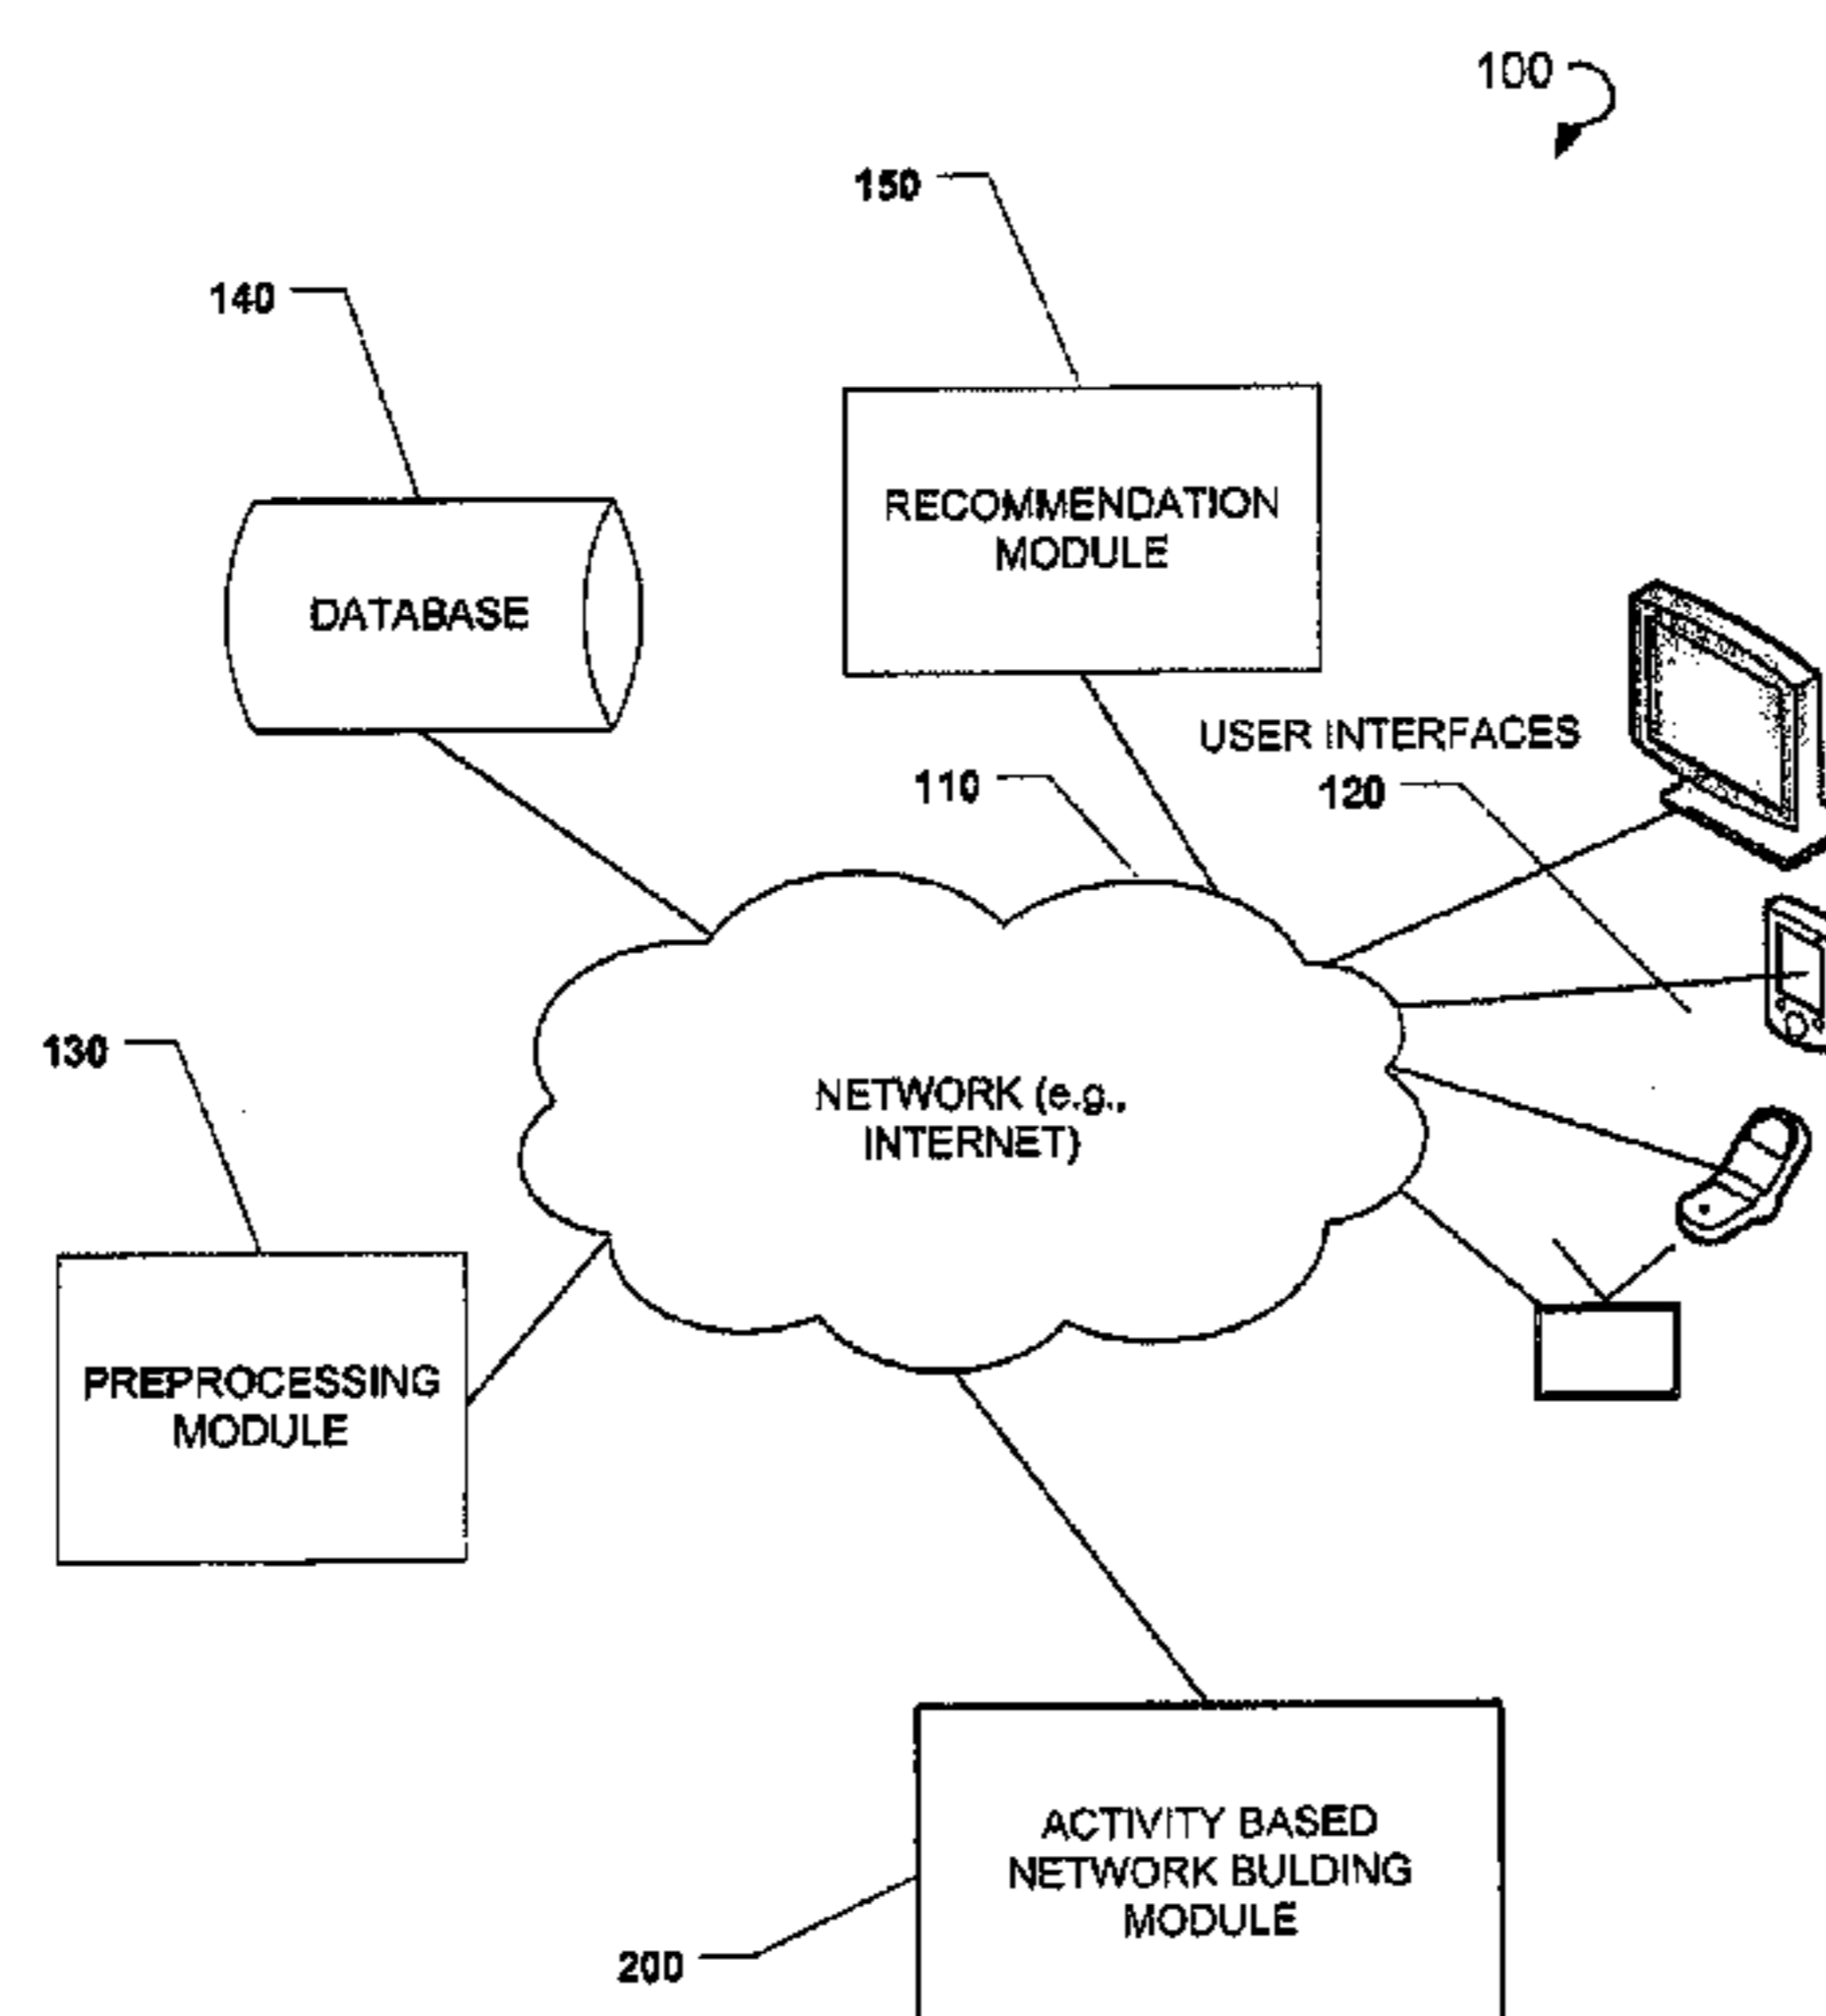 100
150
140
RECOMMENDATION
MODULE
DATABASE
USER INTERFACES
110
120
130
NETWORK (e.g.,
INTERNET)
PREPROCESSING
MODULE
ACTIVITY BASED
NETWORK BULDING
MODULE
200